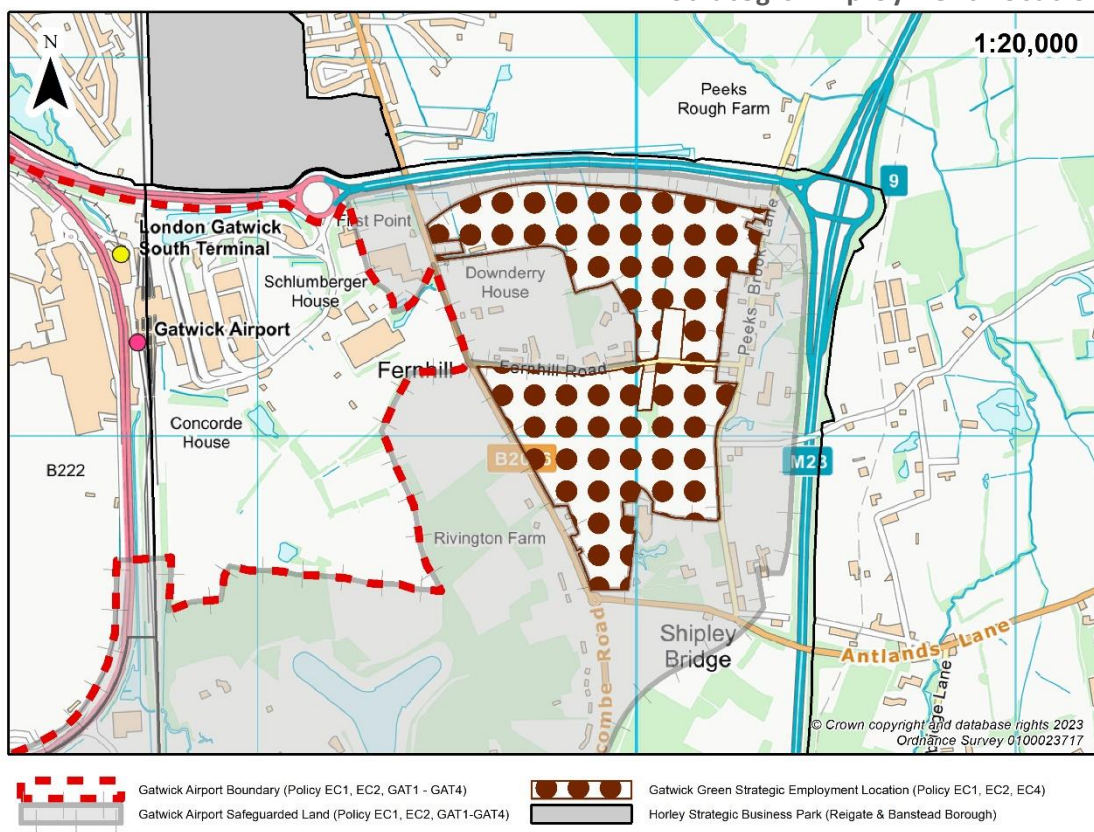 N
1:20,000
Peeks
Rough Farm
9
London Gatwick
South Terminal
First Point
Schlumberger
House
Downderry
House
Peeks Brook Lane
Gatwick Airport
Fernhill
Fernhill Road
Concorde
House
B222
M23
Rivington Farm
Shipley
Bridge
Antlands Lane
© Crown copyright and database rights 2023
Ordnance Survey 0100023717
Gatwick Airport Boundary (Policy EC1, EC2, GAT1 - GAT4)
Gatwick Green Strategic Employment Location (Policy EC1, EC2, EC4)
Gatwick Airport Safeguarded Land (Policy EC1, EC2, GAT1-GAT4)
Horley Strategic Business Park (Reigate & Banstead Borough)